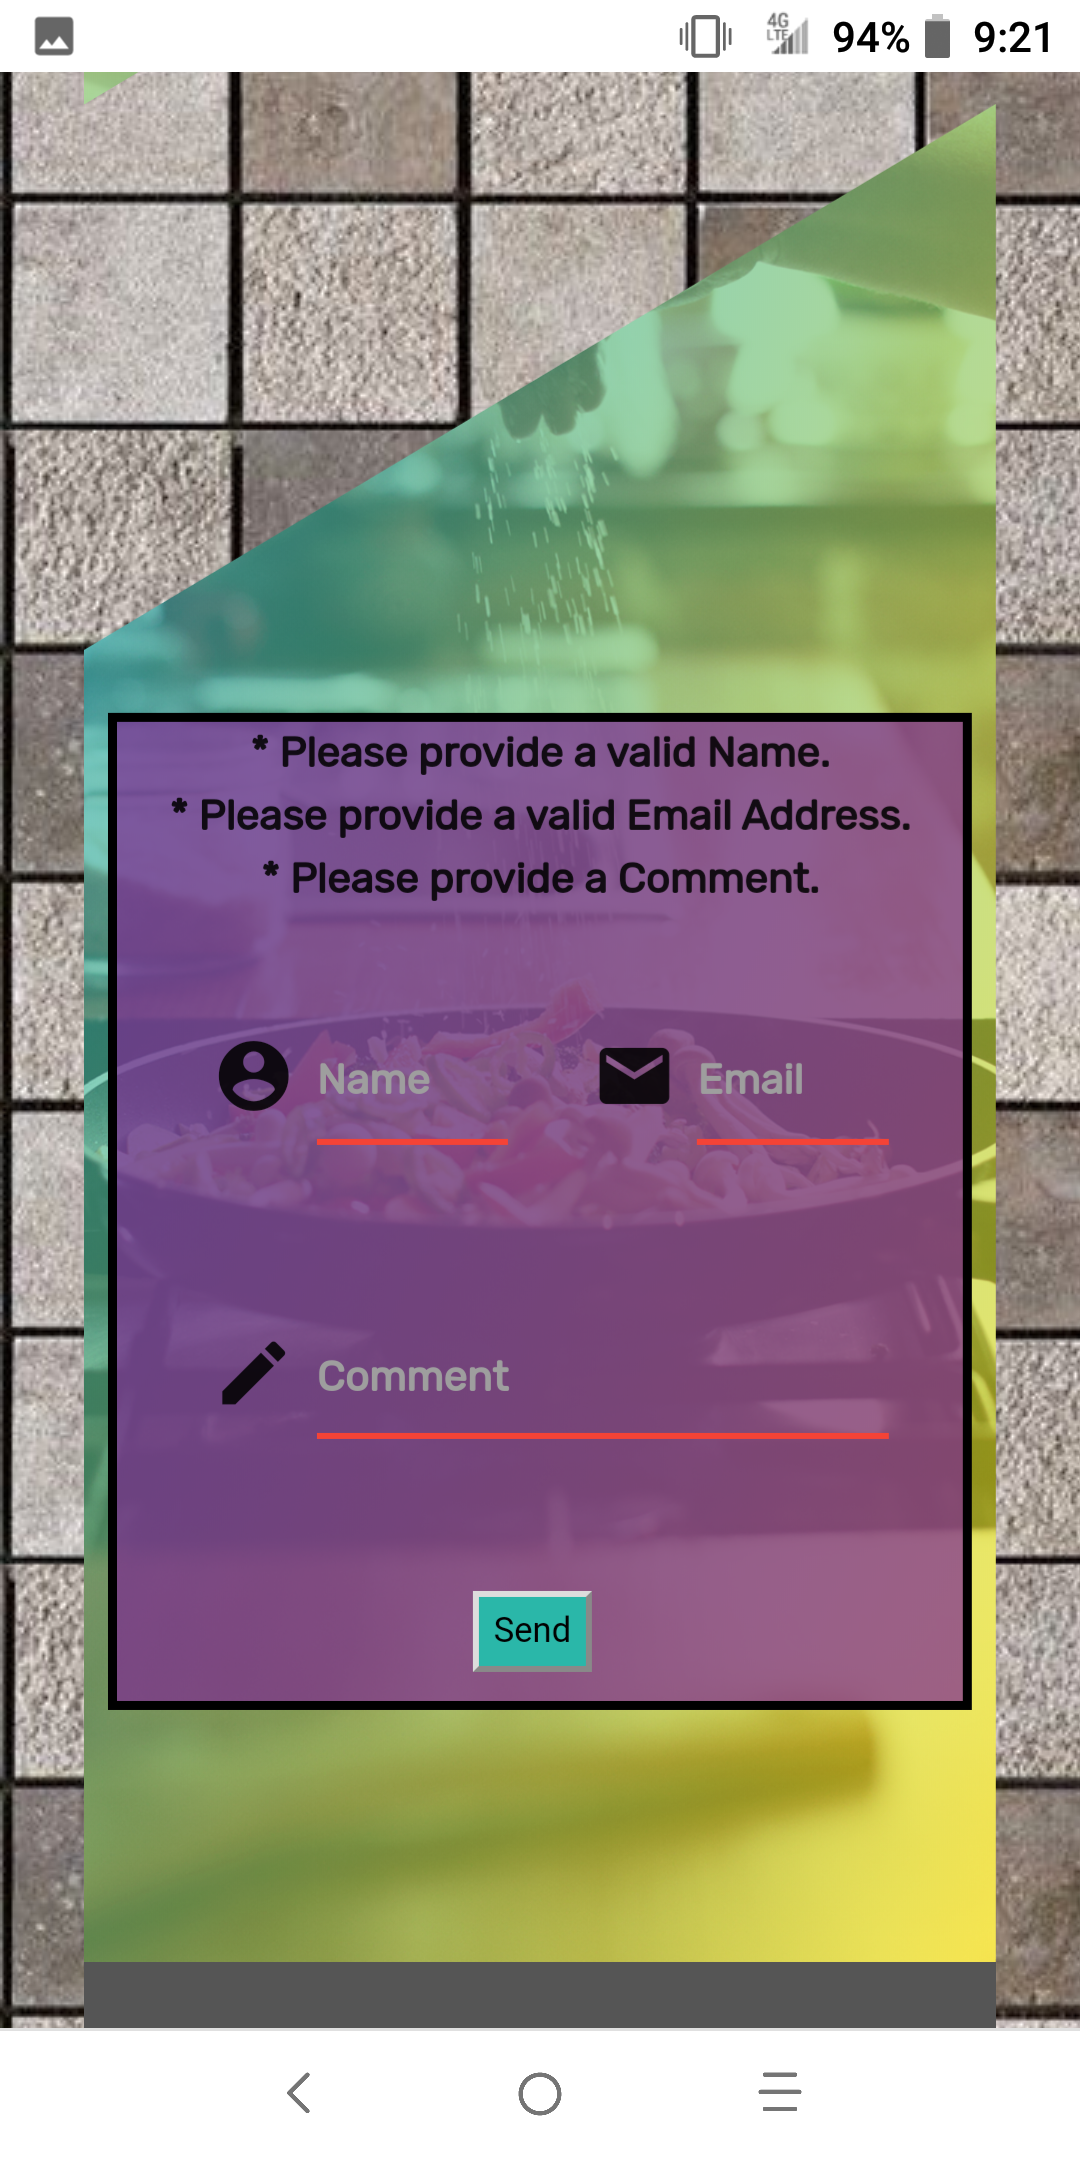 4G
LTE
94% 9:21
* Please provide a valid Name.
* Please provide a valid Email Address.
* Please provide a Comment.
Name Email
Comment
Send